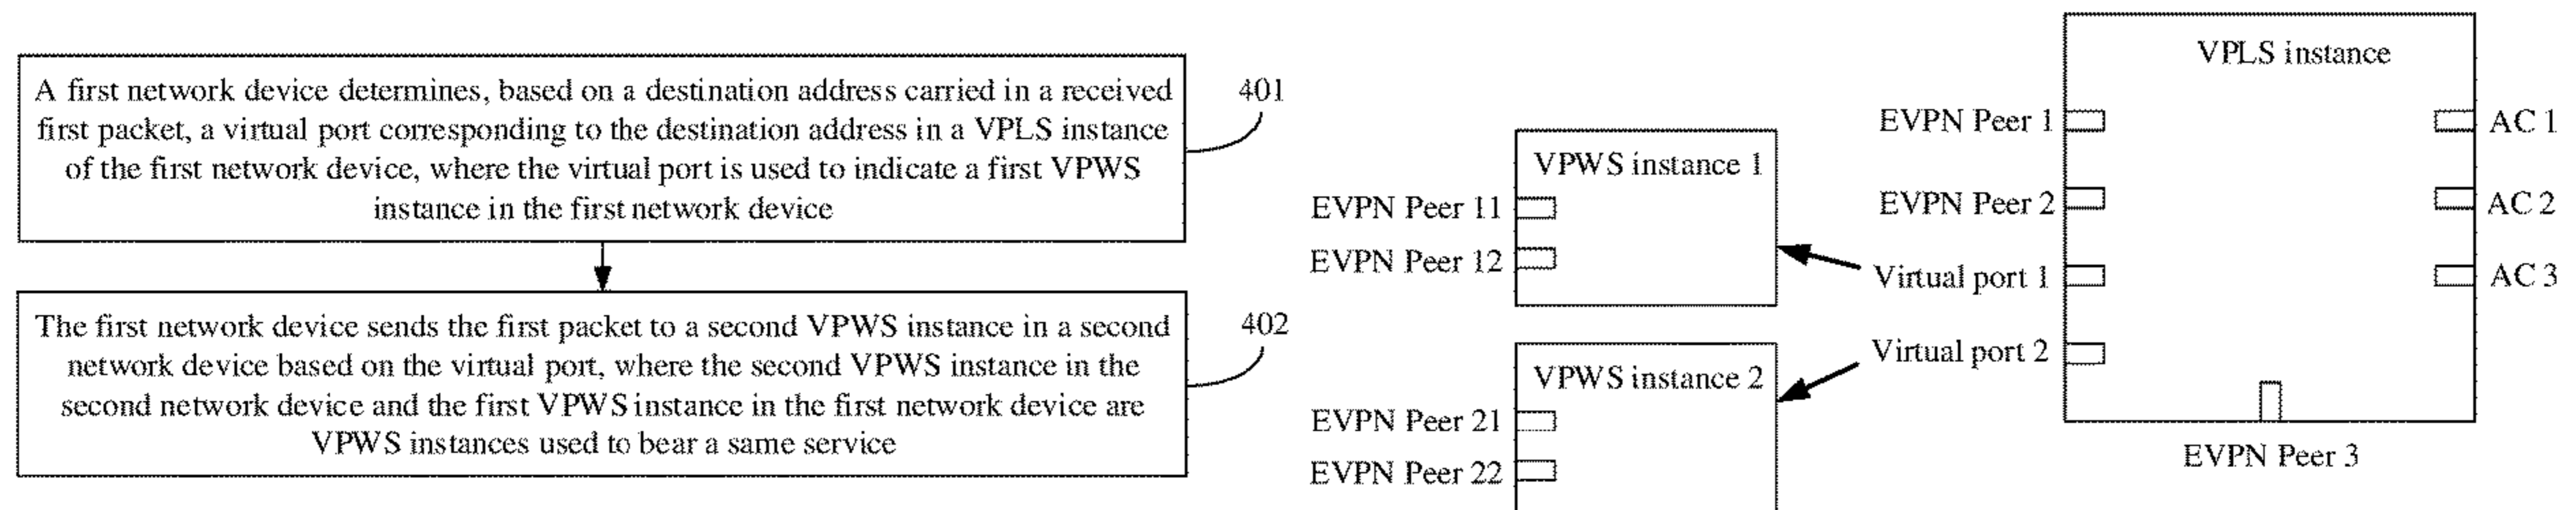 A first network device determines, based on a destination address carried in a received
first packet, a virtual port corresponding to the destination address in a VPLS instance
of the first network device, where the virtual port is used to indicate a first VPWS
instance in the first network device
401
The first network device sends the first packet to a second VPWS instance in a second
network device based on the virtual port, where the second VPWS instance in the
second network device and the first VPWS instance in the first network device are
VPWS instances used to bear a same service
402
VPWS instance 1
EVPN Peer 11
EVPN Peer 12
VPWS instance 2
EVPN Peer 21
EVPN Peer 22
VPLS instance
EVPN Peer 1
EVPN Peer 2
Virtual port 1
Virtual port 2
AC 1
AC 2
AC 3
EVPN Peer 3